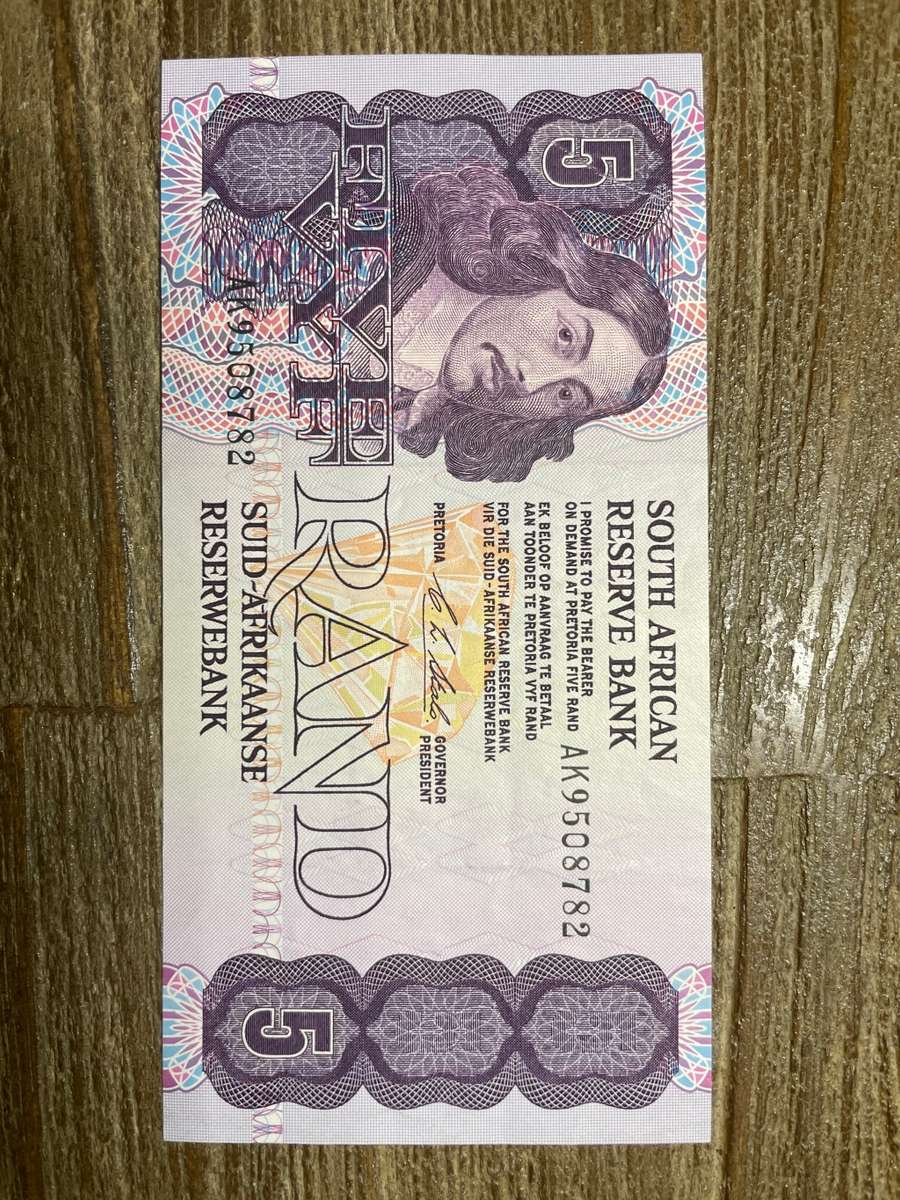 5
SOUTH AFRICAN
RESERVE BANK
I PROMISE TO PAY THE BEARER
ON DEMAND AT PRETORIA FIVE RAND
AK9508782
EK BELOOF OP AANVRAAG TE BETAAL
AAN TOONDER TE PRETORIA VYF RAND
FOR THE SOUTH AFRICAN RESERVE BANK
VIR DIE SUID-AFRIKAANSE RESERWEBANK
PRETORIA
GOVERNOR
PRESIDENT
FIVE RAND
VYF
AK9508782
SUID-AFRIKAANSE
RESERWEBANK
5